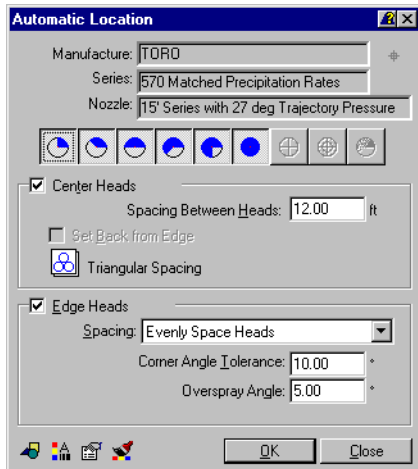 Automatic Location
Manufacture: TORO
Series: 570 Matched Precipitation Rates
Nozzle: 15' Series with 27 deg Trajectory Pressure
Center Heads
Spacing Between Heads: 12.00 ft
Set Back from Edge
Triangular Spacing
Edge Heads
Spacing: Evenly Space Heads
Corner Angle Tolerance: 10.00 °
Overspray Angle: 5.00 °
OK Close